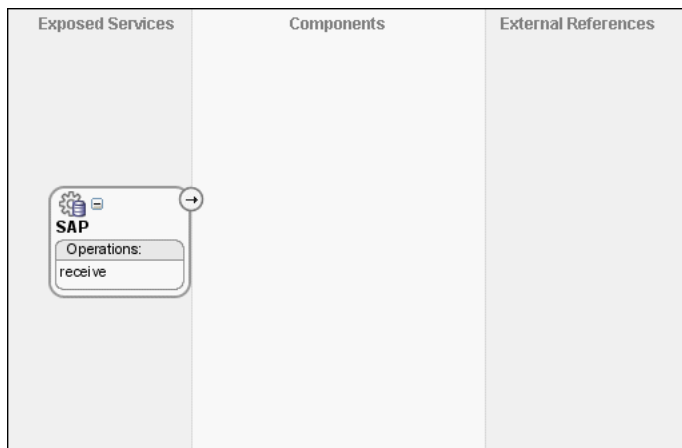 Exposed Services
Components
External References
SAP
Operations:
receive